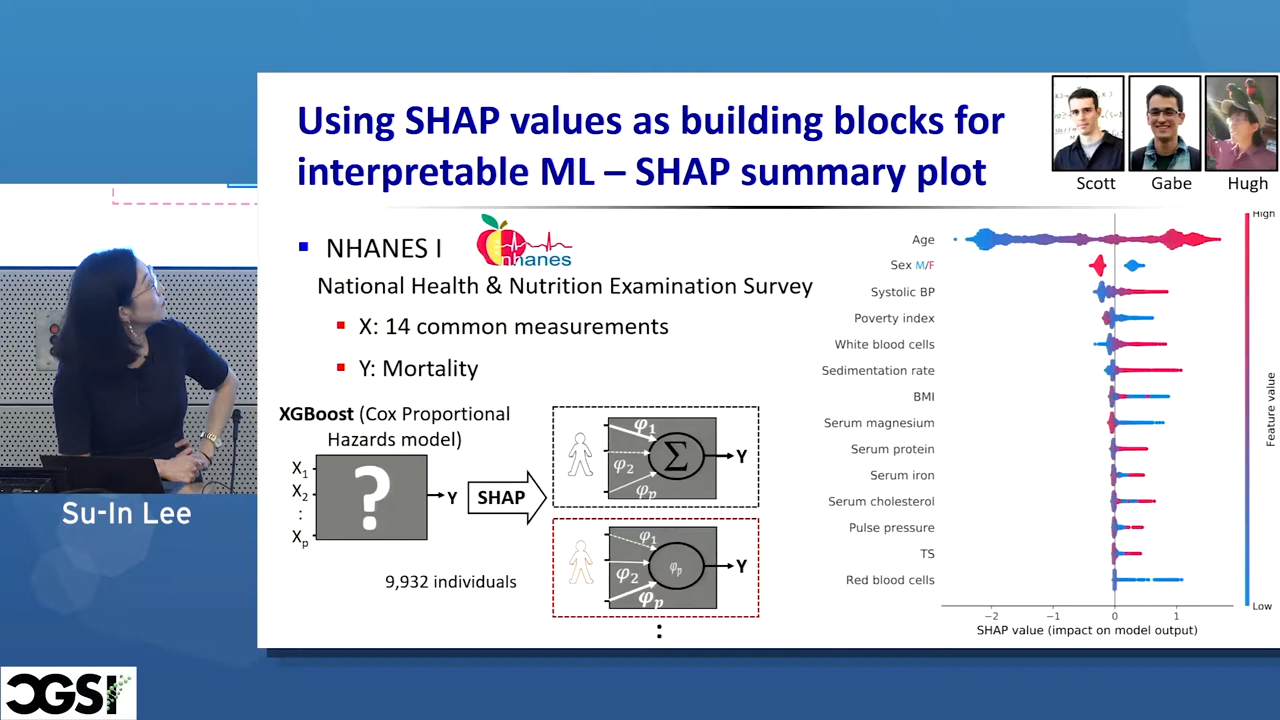 Using SHAP values as building blocks for
interpretable ML – SHAP summary plot
Scott
Gabe
Hugh
NHANES I
nhanes
National Health & Nutrition Examination Survey
X: 14 common measurements
Y: Mortality
XGBoost (Cox Proportional
Hazards model)
X1
X2
:
Xp
?
Y
SHAP
9,932 individuals
φ1
φ2
φp
Σ
Y
φ1
φ2
φp
φp
Y
:
High
Age
Sex M/F
Systolic BP
Poverty index
White blood cells
Sedimentation rate
BMI
Serum magnesium
Serum protein
Serum iron
Serum cholesterol
Pulse pressure
TS
Red blood cells
Feature value
Low
−2 −1 0 1
SHAP value (impact on model output)
Su-In Lee
CGSI